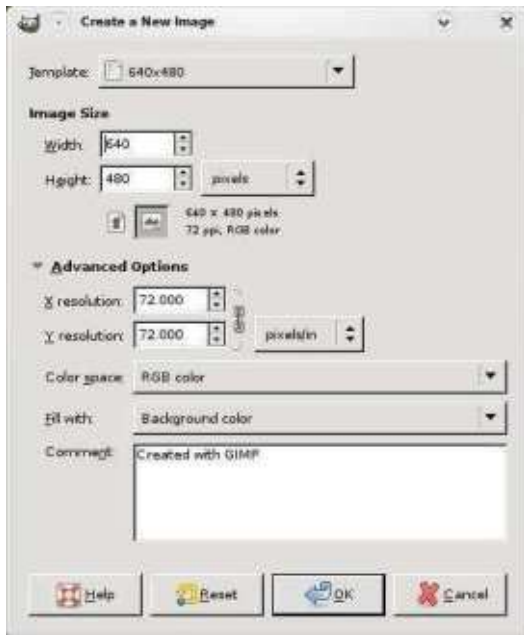 Create a New Image
Template: 640x480
Image Size
Width: 640
Height: 480 pixels
640 x 480 pixels
72 ppi, RGB color
Advanced Options
X resolution: 72.000
Y resolution: 72.000 pixels/in
Color space: RGB color
Fill with: Background color
Comment: Created with GIMP
Help Reset OK Cancel